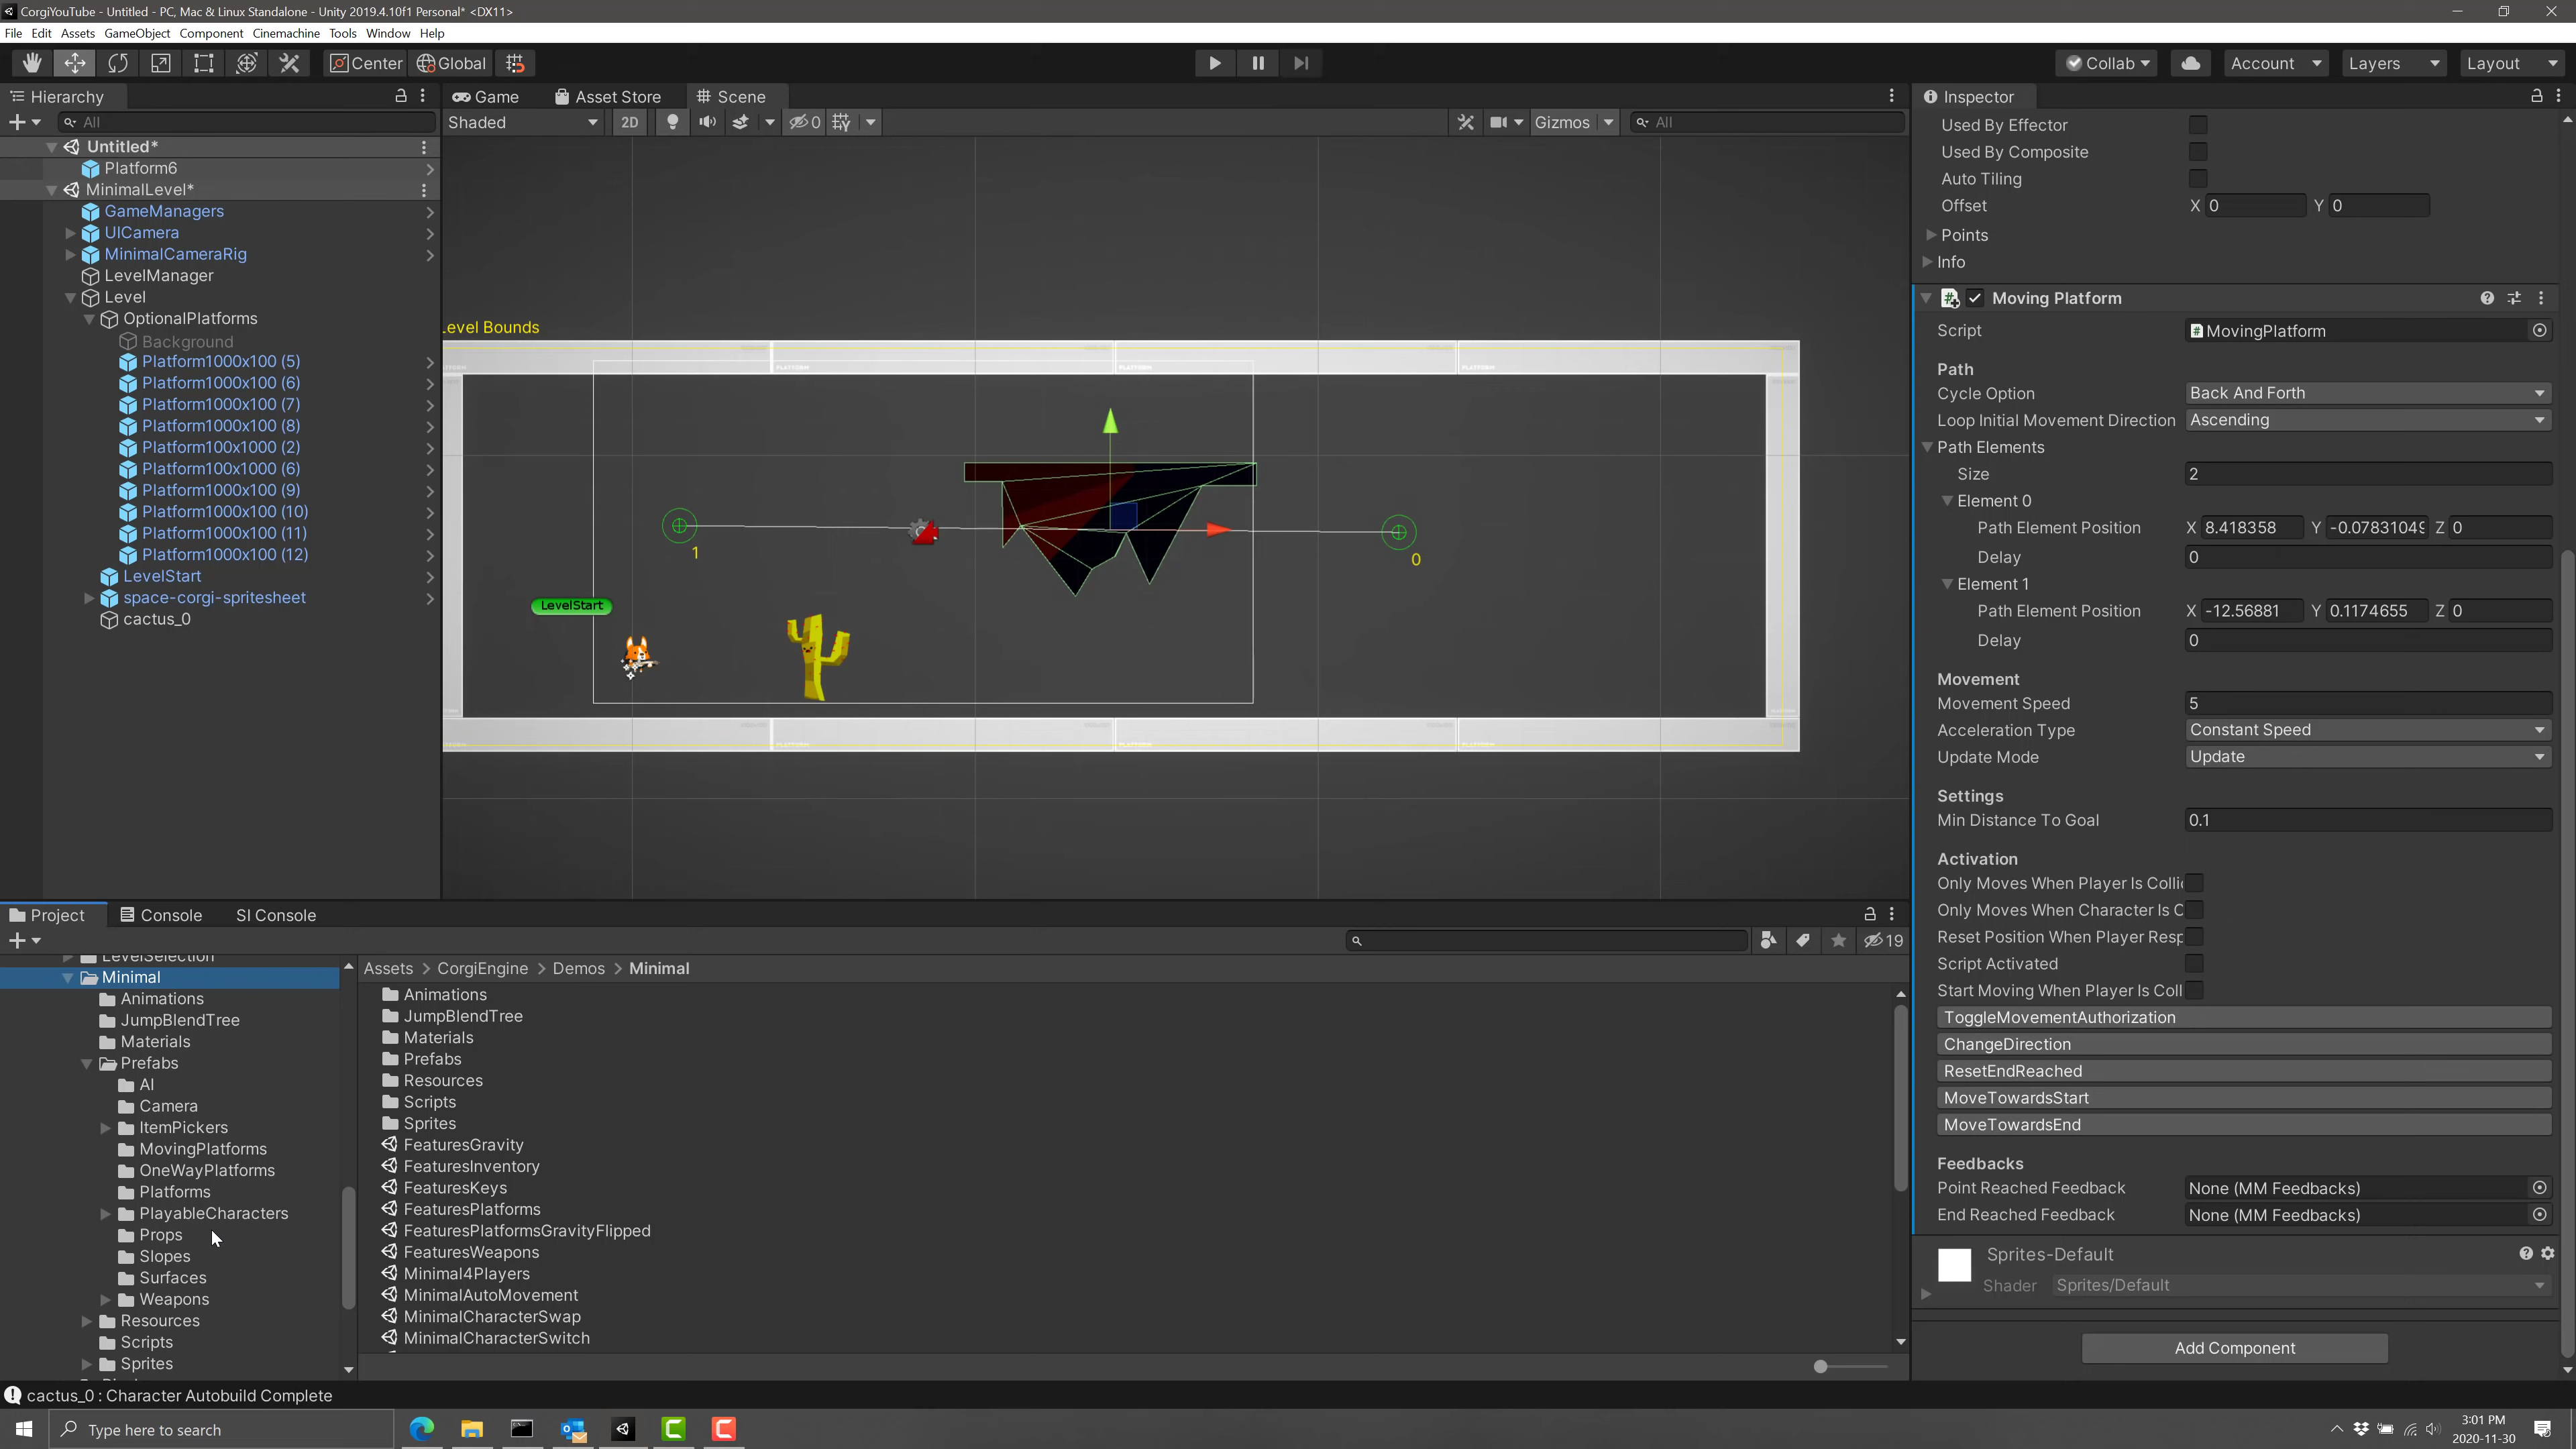 CorgiYouTube - Untitled - PC, Mac & Linux Standalone - Unity 2019.4.10f1 Personal* <DX11>
File Edit Assets GameObject Component Cinemachine Tools Window Help
Center Global Collab Account Layers Layout
Hierarchy
All
Untitled*
Platform6
MinimalLevel*
GameManagers
UICamera
MinimalCameraRig
LevelManager
Level
OptionalPlatforms
Background
Platform1000x100 (5)
Platform1000x100 (6)
Platform1000x100 (7)
Platform1000x100 (8)
Platform100x1000 (2)
Platform100x1000 (6)
Platform1000x100 (9)
Platform1000x100 (10)
Platform1000x100 (11)
Platform1000x100 (12)
LevelStart
space-corgi-spritesheet
cactus_0
Game Asset Store Scene
Shaded 2D 0 Gizmos All
Level Bounds
PLATFORM PLATFORM PLATFORM
1
0
LevelStart
PLATFORM PLATFORM PLATFORM
Inspector
Used By Effector
Used By Composite
Auto Tiling
Offset X 0 Y 0
Points
Info
Moving Platform
Script MovingPlatform
Path
Cycle Option Back And Forth
Loop Initial Movement Direction Ascending
Path Elements
Size 2
Element 0
Path Element Position X 8.418358 Y -0.0783104 Z 0
Delay 0
Element 1
Path Element Position X -12.56881 Y 0.1174655 Z 0
Delay 0
Movement
Movement Speed 5
Acceleration Type Constant Speed
Update Mode Update
Settings
Min Distance To Goal 0.1
Activation
Only Moves When Player Is Colli
Only Moves When Character Is C
Reset Position When Player Resp
Script Activated
Start Moving When Player Is Coll
ToggleMovementAuthorization
ChangeDirection
ResetEndReached
MoveTowardsStart
MoveTowardsEnd
Feedbacks
Point Reached Feedback None (MM Feedbacks)
End Reached Feedback None (MM Feedbacks)
Sprites-Default
Shader Sprites/Default
Add Component
Project Console SI Console
19
LevelSelection
Minimal
Animations
JumpBlendTree
Materials
Prefabs
AI
Camera
ItemPickers
MovingPlatforms
OneWayPlatforms
Platforms
PlayableCharacters
Props
Slopes
Surfaces
Weapons
Resources
Scripts
Sprites
Assets > CorgiEngine > Demos > Minimal
Animations
JumpBlendTree
Materials
Prefabs
Resources
Scripts
Sprites
FeaturesGravity
FeaturesInventory
FeaturesKeys
FeaturesPlatforms
FeaturesPlatformsGravityFlipped
FeaturesWeapons
Minimal4Players
MinimalAutoMovement
MinimalCharacterSwap
MinimalCharacterSwitch
cactus_0 : Character Autobuild Complete
Type here to search
3:01 PM
2020-11-30